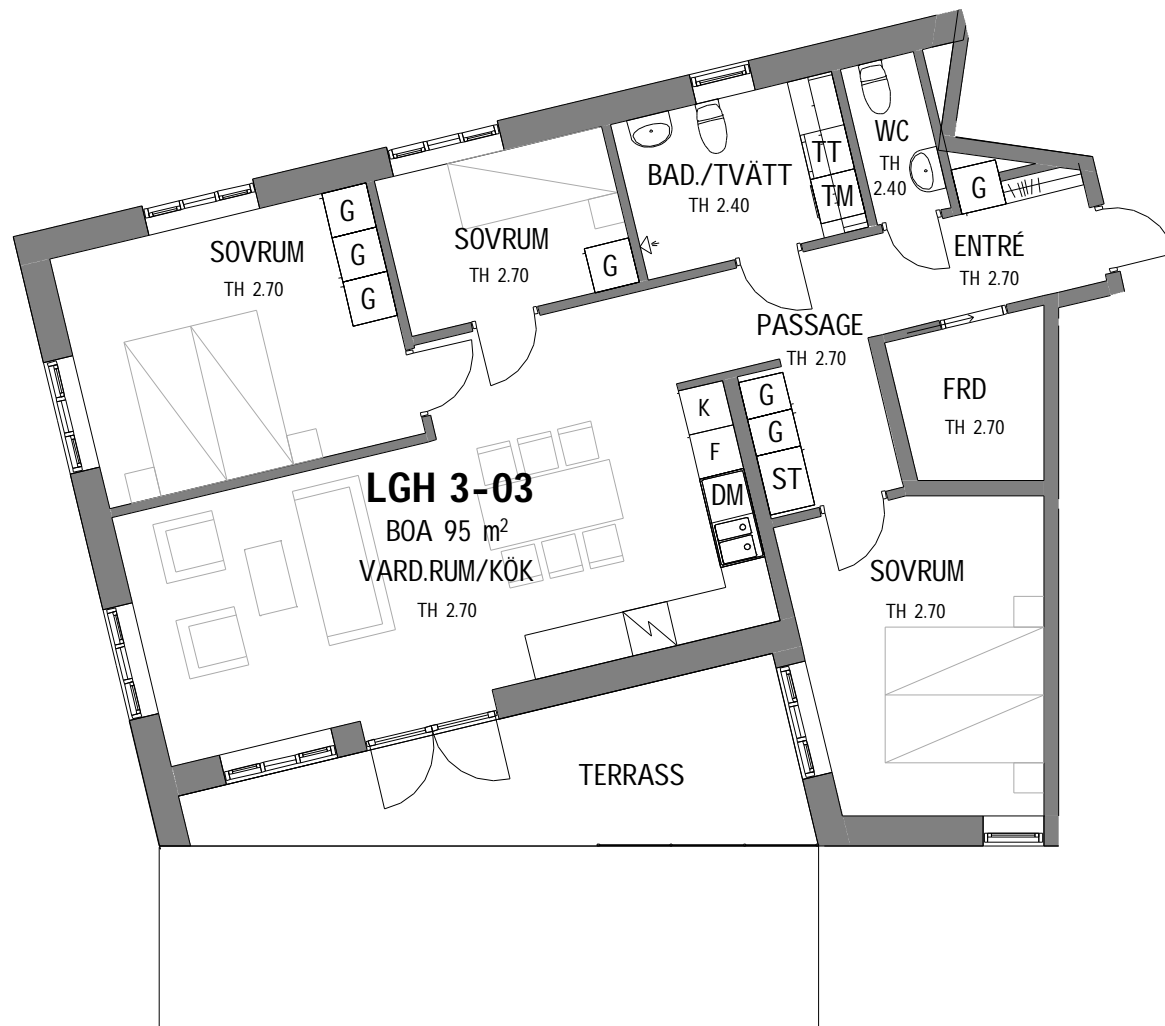 WC
TH
2.40
TT
TM
BAD./TVÄTT
TH 2.40
G
ENTRÉ
TH 2.70
SOVRUM
TH 2.70
G
G
G
SOVRUM
TH 2.70
G
PASSAGE
TH 2.70
FRD
TH 2.70
K
F
DM
G
G
ST
LGH 3-03
BOA 95 m²
VARD.RUM/KÖK
TH 2.70
SOVRUM
TH 2.70
TERRASS